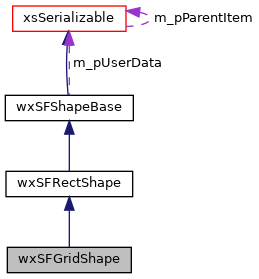 xsSerializable
m_pParentItem
m_pUserData
wxSFShapeBase
wxSFRectShape
wxSFGridShape